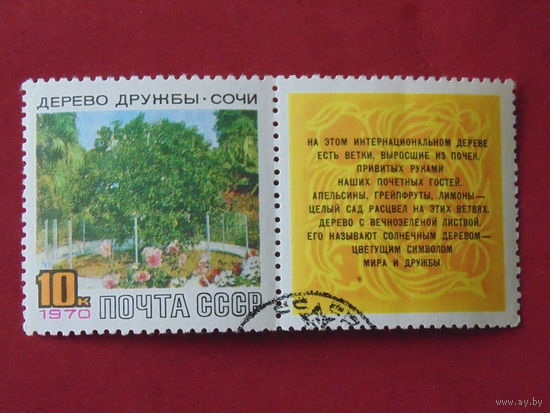 ДЕРЕВО ДРУЖБЫ · СОЧИ
10 К
1970
ПОЧТА СССР
НА ЭТОМ ИНТЕРНАЦИОНАЛЬНОМ ДЕРЕВЕ
ЕСТЬ ВЕТКИ, ВЫРОСШИЕ ИЗ ПОЧЕК,
ПРИВИТЫХ РУКАМИ
НАШИХ ПОЧЕТНЫХ ГОСТЕЙ.
АПЕЛЬСИНЫ, ГРЕЙПФРУТЫ, ЛИМОНЫ—
ЦЕЛЫЙ САД РАСЦВЕЛ НА ЭТИХ ВЕТВЯХ.
ДЕРЕВО С ВЕЧНОЗЕЛЕНОЙ ЛИСТВОЙ,
ЕГО НАЗЫВАЮТ СОЛНЕЧНЫМ ДЕРЕВОМ—
ЦВЕТУЩИМ СИМВОЛОМ
МИРА И ДРУЖБЫ.
www.ay.by